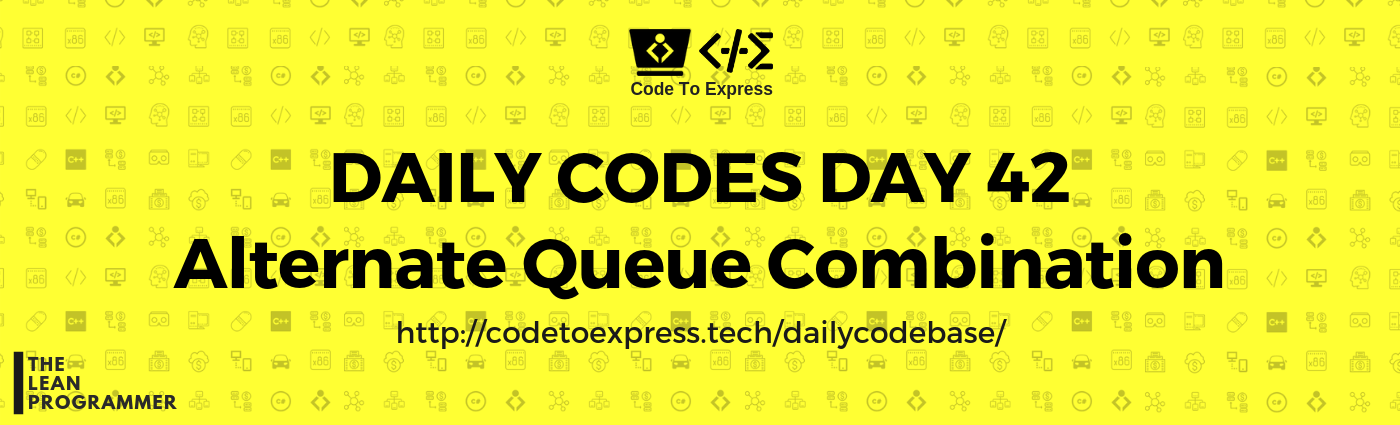 Code To Express
DAILY CODES DAY 42
Alternate Queue Combination
http://codetoexpress.tech/dailycodebase/
THE
LEAN
PROGRAMMER